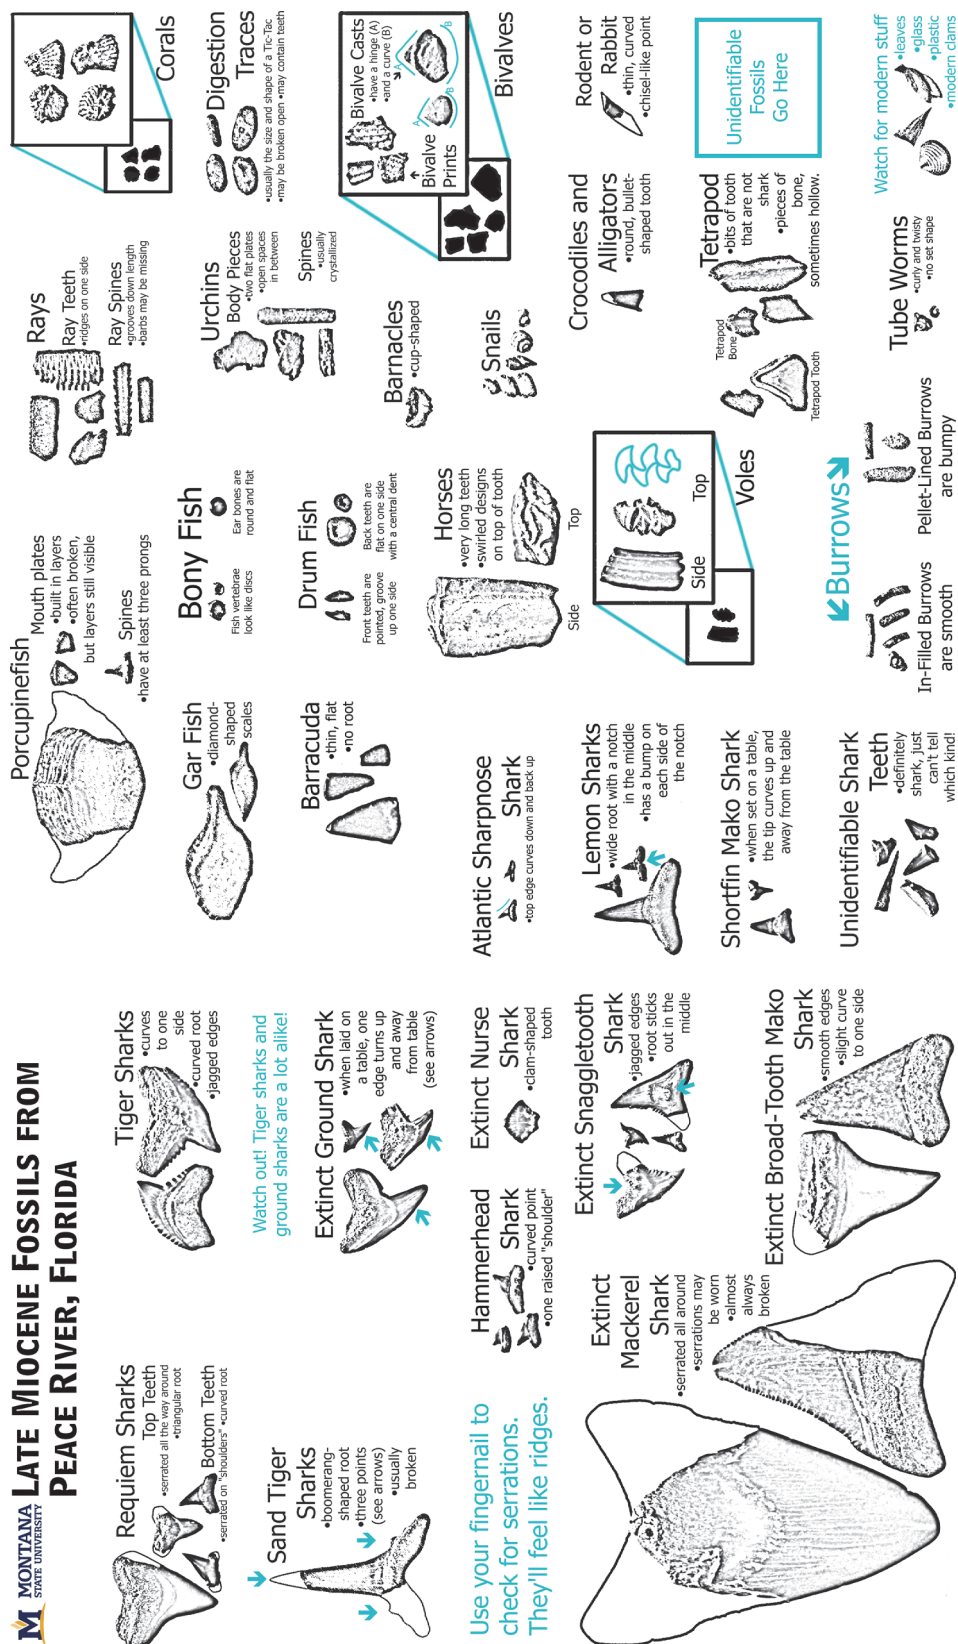 M MONTANA
STATE UNIVERSITY
LATE MIOCENE FOSSILS FROM
PEACE RIVER, FLORIDA
Requiem Sharks
Top Teeth
•serrated all the way around
•triangular root
Bottom Teeth
•serrated on "shoulders" •curved root
Tiger Sharks
•curves
to one
side
•curved root
•jagged edges
Watch out! Tiger sharks and
ground sharks are a lot alike!
Sand Tiger
Sharks
•boomerang-
shaped root
•three points
(see arrows)
•usually
broken
Extinct Ground Shark
•when laid on
a table, one
edge turns up
and away
from table
(see arrows)
Use your fingernail to
check for serrations.
They'll feel like ridges.
Hammerhead
Shark
•curved point
•one raised "shoulder"
Extinct Nurse
Shark
•clam-shaped
tooth
Extinct Snaggletooth
Shark
•jagged edges
•root sticks
out in the
middle
Extinct
Mackerel
Shark
•serrated all around
•serrations may
be worn
•almost
always
broken
Extinct Broad-Tooth Mako
Shark
•smooth edges
•slight curve
to one side
Porcupinefish
Mouth plates
•built in layers
•often broken,
but layers still visible
Spines
•have at least three prongs
Gar Fish
•diamond-
shaped
scales
Bony Fish
Fish vertebrae
look like discs
Ear bones are
round and flat
Barracuda
•thin, flat
•no root
Drum Fish
Front teeth are
pointed, groove
up one side
Back teeth are
flat on one side
with a central dent
Atlantic Sharpnose
Shark
•top edge curves down and back up
Lemon Sharks
•wide root with a notch
in the middle
•has a bump on
each side of
the notch
Shortfin Mako Shark
•when set on a table,
the tip curves up and
away from the table
Unidentifiable Shark
Teeth
•definitely
shark, just
can't tell
which kind!
Horses
•very long teeth
•swirled designs
on top of tooth
Side
Top
Side
Top
Voles
Burrows
In-Filled Burrows
are smooth
Pellet-Lined Burrows
are bumpy
Rays
Ray Teeth
•ridges on one side
Ray Spines
•grooves down length
•barbs may be missing
Corals
Urchins
Body Pieces
•two flat plates
•open spaces
in between
Spines
•usually
crystallized
Digestion
Traces
•usually the size and shape of a Tic-Tac
•may be broken open •may contain teeth
Barnacles
•cup-shaped
Snails
Bivalve Casts
•have a hinge (A)
•and a curve (B)
A
B
A
B
Bivalve
Prints
Bivalves
Crocodiles and
Alligators
•round, bullet-
shaped tooth
Rodent or
Rabbit
•thin, curved
•chisel-like point
Tetrapod
•bits of tooth
that are not
shark
•pieces of
bone,
sometimes hollow.
Tetrapod
Bone
Tetrapod Tooth
Unidentifiable
Fossils
Go Here
Tube Worms
•curly and twisty
•no set shape
Watch for modern stuff
•leaves
•glass
•plastic
•modern clams